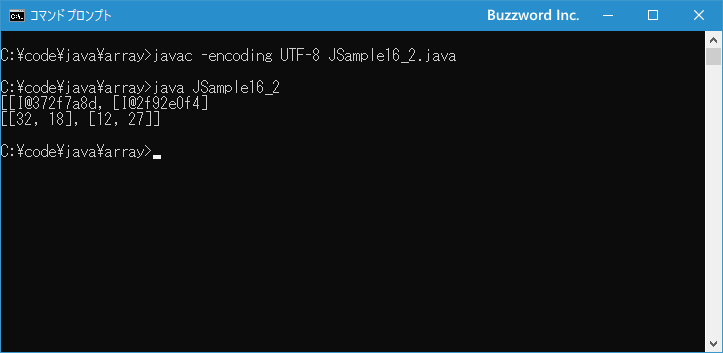 コマンドプロンプト Buzzword Inc.
C:¥code¥java¥array>javac -encoding UTF-8 JSample16_2.java
C:¥code¥java¥array>java JSample16_2
[[I@372f7a8d, [I@2f92e0f4]
[[32, 18], [12, 27]]
C:¥code¥java¥array>